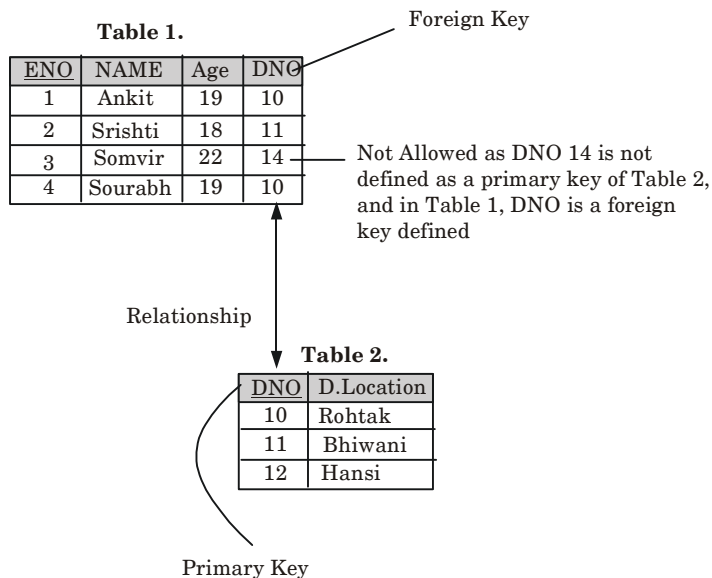 Foreign Key
Table 1.
ENO NAME Age DNO
1 Ankit 19 10
2 Srishti 18 11
3 Somvir 22 14
4 Sourabh 19 10
Not Allowed as DNO 14 is not
defined as a primary key of Table 2,
and in Table 1, DNO is a foreign
key defined
Relationship
Table 2.
DNO D.Location
10 Rohtak
11 Bhiwani
12 Hansi
Primary Key